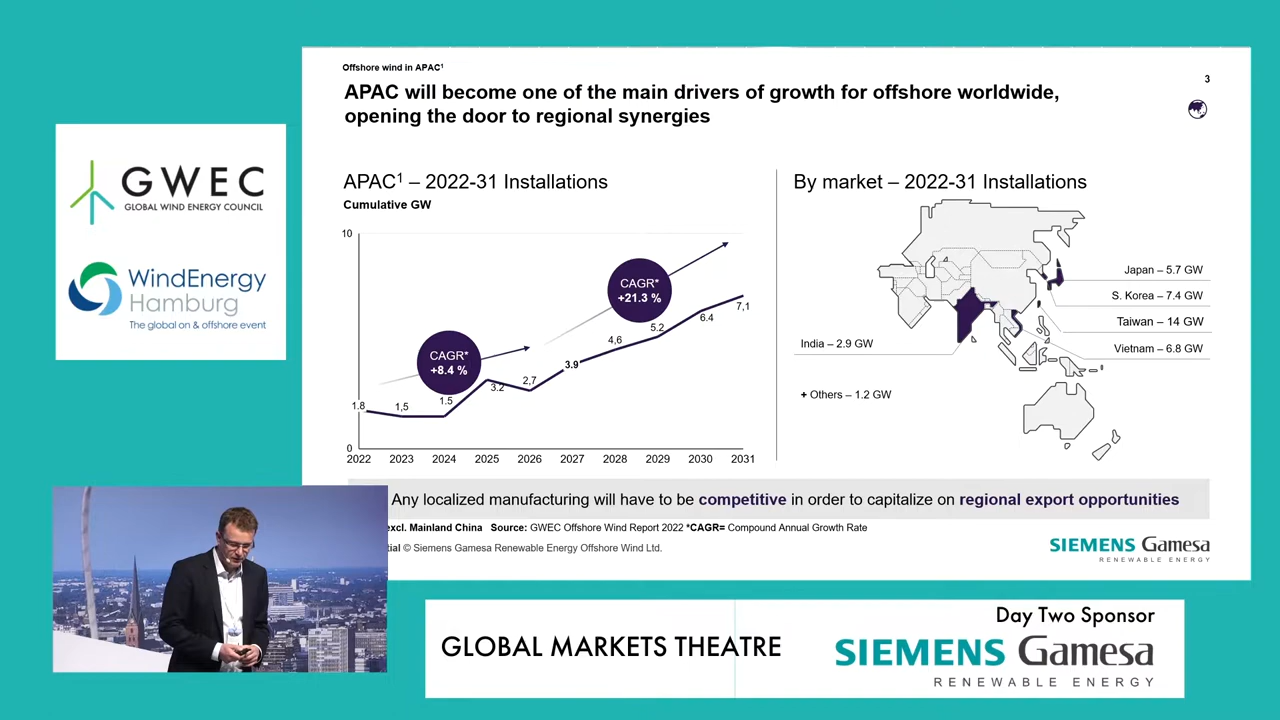 Offshore wind in APAC¹
3
APAC will become one of the main drivers of growth for offshore worldwide,
opening the door to regional synergies
GWEC
GLOBAL WIND ENERGY COUNCIL
WindEnergy
Hamburg
The global on & offshore event
APAC¹ – 2022-31 Installations
Cumulative GW
10
CAGR*
+21.3 %
CAGR*
+8.4 %
1.8
1,5
1.5
3.2
2,7
3.9
4,6
5.2
6.4
7,1
0
2022 2023 2024 2025 2026 2027 2028 2029 2030 2031
By market – 2022-31 Installations
Japan – 5.7 GW
S. Korea – 7.4 GW
Taiwan – 14 GW
Vietnam – 6.8 GW
India – 2.9 GW
+ Others – 1.2 GW
Any localized manufacturing will have to be competitive in order to capitalize on regional export opportunities
excl. Mainland China Source: GWEC Offshore Wind Report 2022 *CAGR= Compound Annual Growth Rate
© Siemens Gamesa Renewable Energy Offshore Wind Ltd.
SIEMENS Gamesa
RENEWABLE ENERGY
GLOBAL MARKETS THEATRE
Day Two Sponsor
SIEMENS Gamesa
RENEWABLE ENERGY